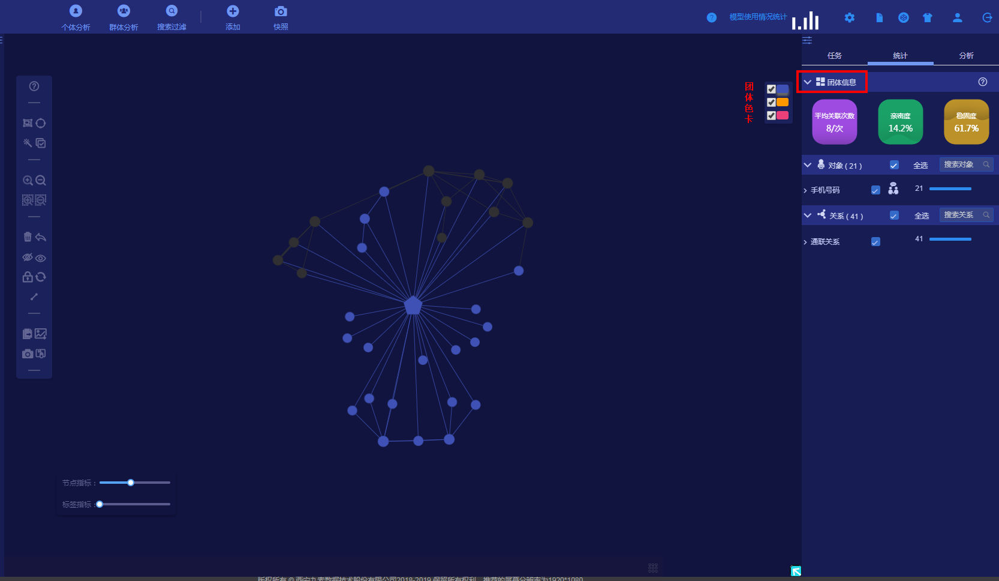 个体分析
群体分析
搜索过滤
添加
快照
模型使用情况统计
任务
统计
分析
团体信息
团体色卡
平均关联次数
8/次
亲密度
14.2%
稳固度
61.7%
对象 ( 21 )
全选
搜索对象
手机号码
21
关系 ( 41 )
全选
搜索关系
通联关系
41
节点指标：
标签指标：
版权所有 © 西安九索数据技术股份有限公司2018-2019 保留所有权利 推荐的屏幕分辨率为1920*1080